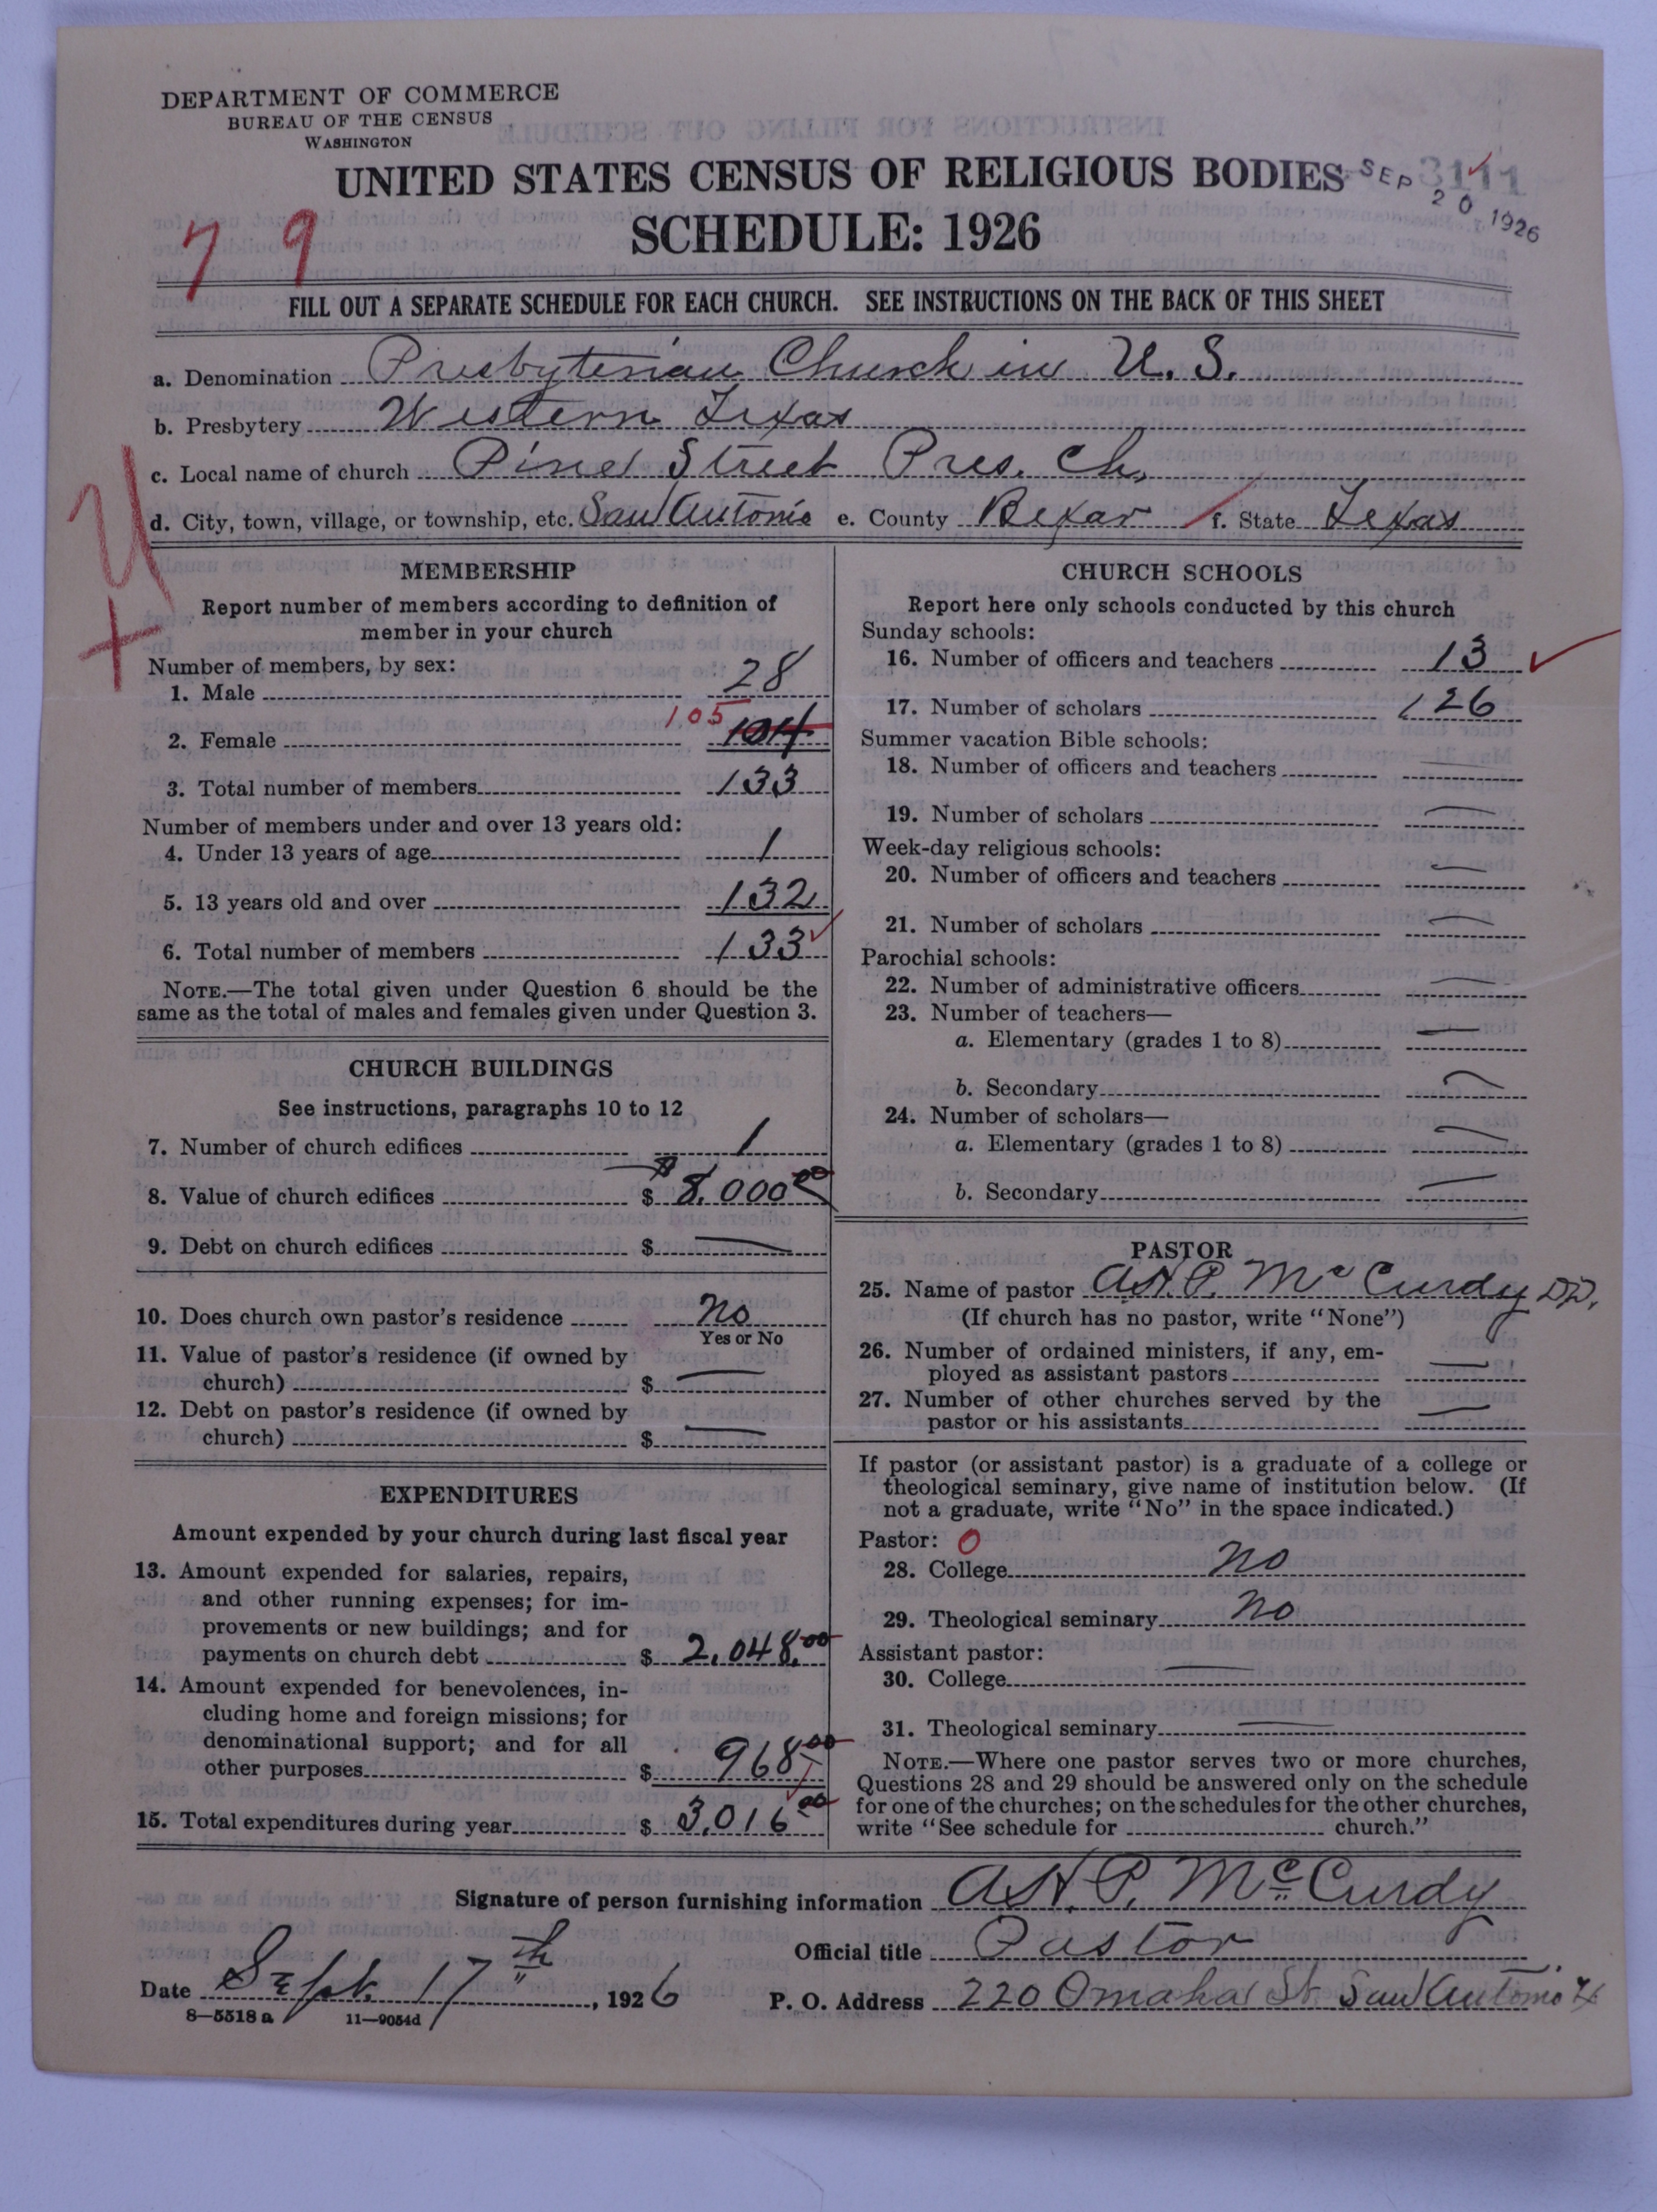 DEPARTMENT OF COMMERCE
BUREAU OF THE CENSUS
WASHINGTON
UNITED STATES CENSUS OF RELIGIOUS BODIES
SCHEDULE: 1926
3111
SEP 20 1926
79
FILL OUT A SEPARATE SCHEDULE FOR EACH CHURCH. SEE INSTRUCTIONS ON THE BACK OF THIS SHEET
a. Denomination Presbyterian Church in U. S.
b. Presbytery Western Texas
c. Local name of church Pine Street Pres. Ch.
d. City, town, village, or township, etc. San Antonio e. County Bexar f. State Texas
MEMBERSHIP
Report number of members according to definition of
member in your church
Number of members, by sex:
1. Male 28
2. Female 105 104
3. Total number of members 133
Number of members under and over 13 years old:
4. Under 13 years of age 1
5. 13 years old and over 132
6. Total number of members 133
NOTE.—The total given under Question 6 should be the
same as the total of males and females given under Question 3.
CHURCH BUILDINGS
See instructions, paragraphs 10 to 12
7. Number of church edifices 1
8. Value of church edifices $ $8,000 00
9. Debt on church edifices $ —
10. Does church own pastor's residence No
Yes or No
11. Value of pastor's residence (if owned by
church) $ —
12. Debt on pastor's residence (if owned by
church) $ —
EXPENDITURES
Amount expended by your church during last fiscal year
13. Amount expended for salaries, repairs,
and other running expenses; for im-
provements or new buildings; and for
payments on church debt $ 2,048.00
14. Amount expended for benevolences, in-
cluding home and foreign missions; for
denominational support; and for all
other purposes $ 968 00
15. Total expenditures during year $ 3,016 00
CHURCH SCHOOLS
Report here only schools conducted by this church
Sunday schools:
16. Number of officers and teachers 13
17. Number of scholars 126
Summer vacation Bible schools:
18. Number of officers and teachers —
19. Number of scholars —
Week-day religious schools:
20. Number of officers and teachers —
21. Number of scholars —
Parochial schools:
22. Number of administrative officers —
23. Number of teachers—
a. Elementary (grades 1 to 8) —
b. Secondary —
24. Number of scholars—
a. Elementary (grades 1 to 8) —
b. Secondary —
PASTOR
25. Name of pastor A.H.P. McCurdy DD.
(If church has no pastor, write "None")
26. Number of ordained ministers, if any, em-
ployed as assistant pastors —
27. Number of other churches served by the
pastor or his assistants —
If pastor (or assistant pastor) is a graduate of a college or
theological seminary, give name of institution below. (If
not a graduate, write "No" in the space indicated.)
Pastor: 0
28. College No
29. Theological seminary No
Assistant pastor:
30. College —
31. Theological seminary —
NOTE.—Where one pastor serves two or more churches,
Questions 28 and 29 should be answered only on the schedule
for one of the churches; on the schedules for the other churches,
write "See schedule for church."
Signature of person furnishing information A.H.P. McCurdy
Official title Pastor
Date Sept. 17th, 1926
P. O. Address 220 Omaha St. San Antonio Tx
8—5518 a 11—9054d